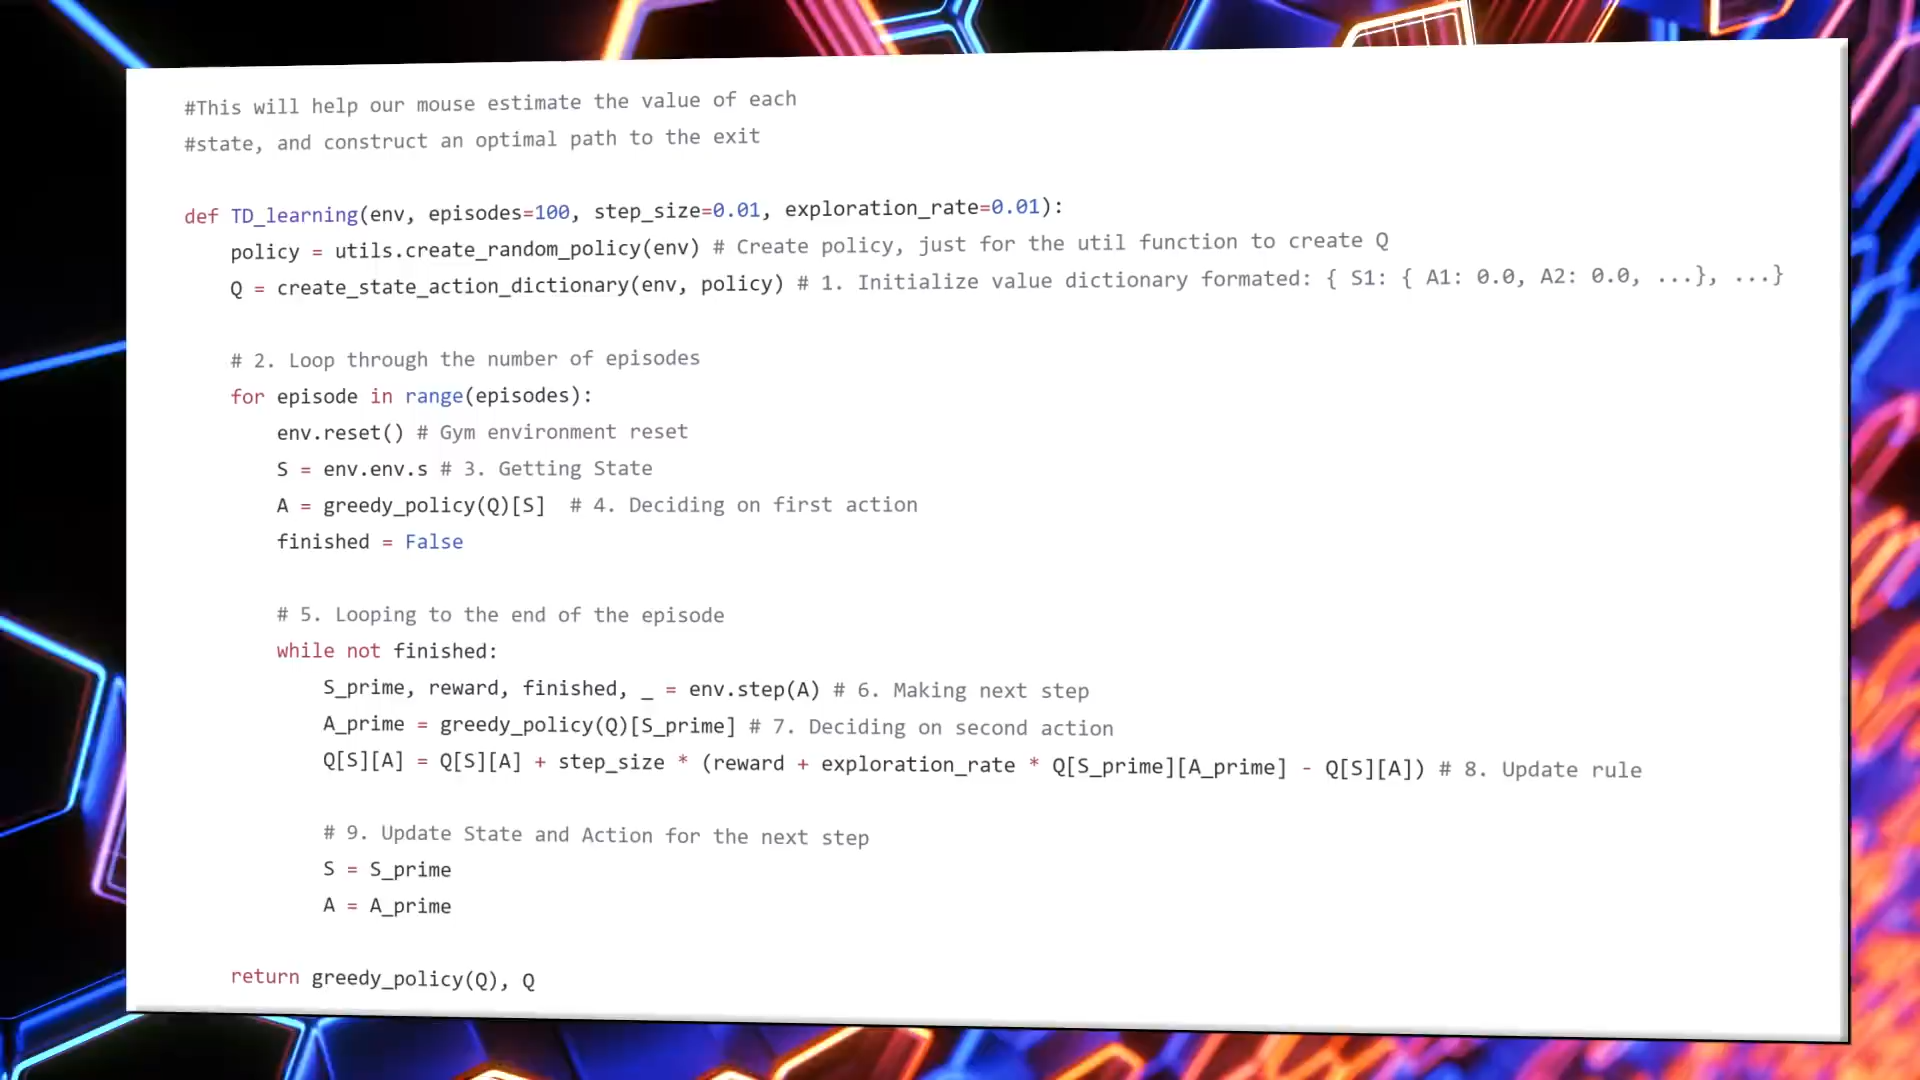 #This will help our mouse estimate the value of each
#state, and construct an optimal path to the exit
def TD_learning(env, episodes=100, step_size=0.01, exploration_rate=0.01):
policy = utils.create_random_policy(env) # Create policy, just for the util function to create Q
Q = create_state_action_dictionary(env, policy) # 1. Initialize value dictionary formated: { S1: { A1: 0.0, A2: 0.0, ...}, ...}
# 2. Loop through the number of episodes
for episode in range(episodes):
env.reset() # Gym environment reset
S = env.env.s # 3. Getting State
A = greedy_policy(Q)[S]  # 4. Deciding on first action
finished = False
# 5. Looping to the end of the episode
while not finished:
S_prime, reward, finished, _ = env.step(A) # 6. Making next step
A_prime = greedy_policy(Q)[S_prime] # 7. Deciding on second action
Q[S][A] = Q[S][A] + step_size * (reward + exploration_rate * Q[S_prime][A_prime] - Q[S][A]) # 8. Update rule
# 9. Update State and Action for the next step
S = S_prime
A = A_prime
return greedy_policy(Q), Q